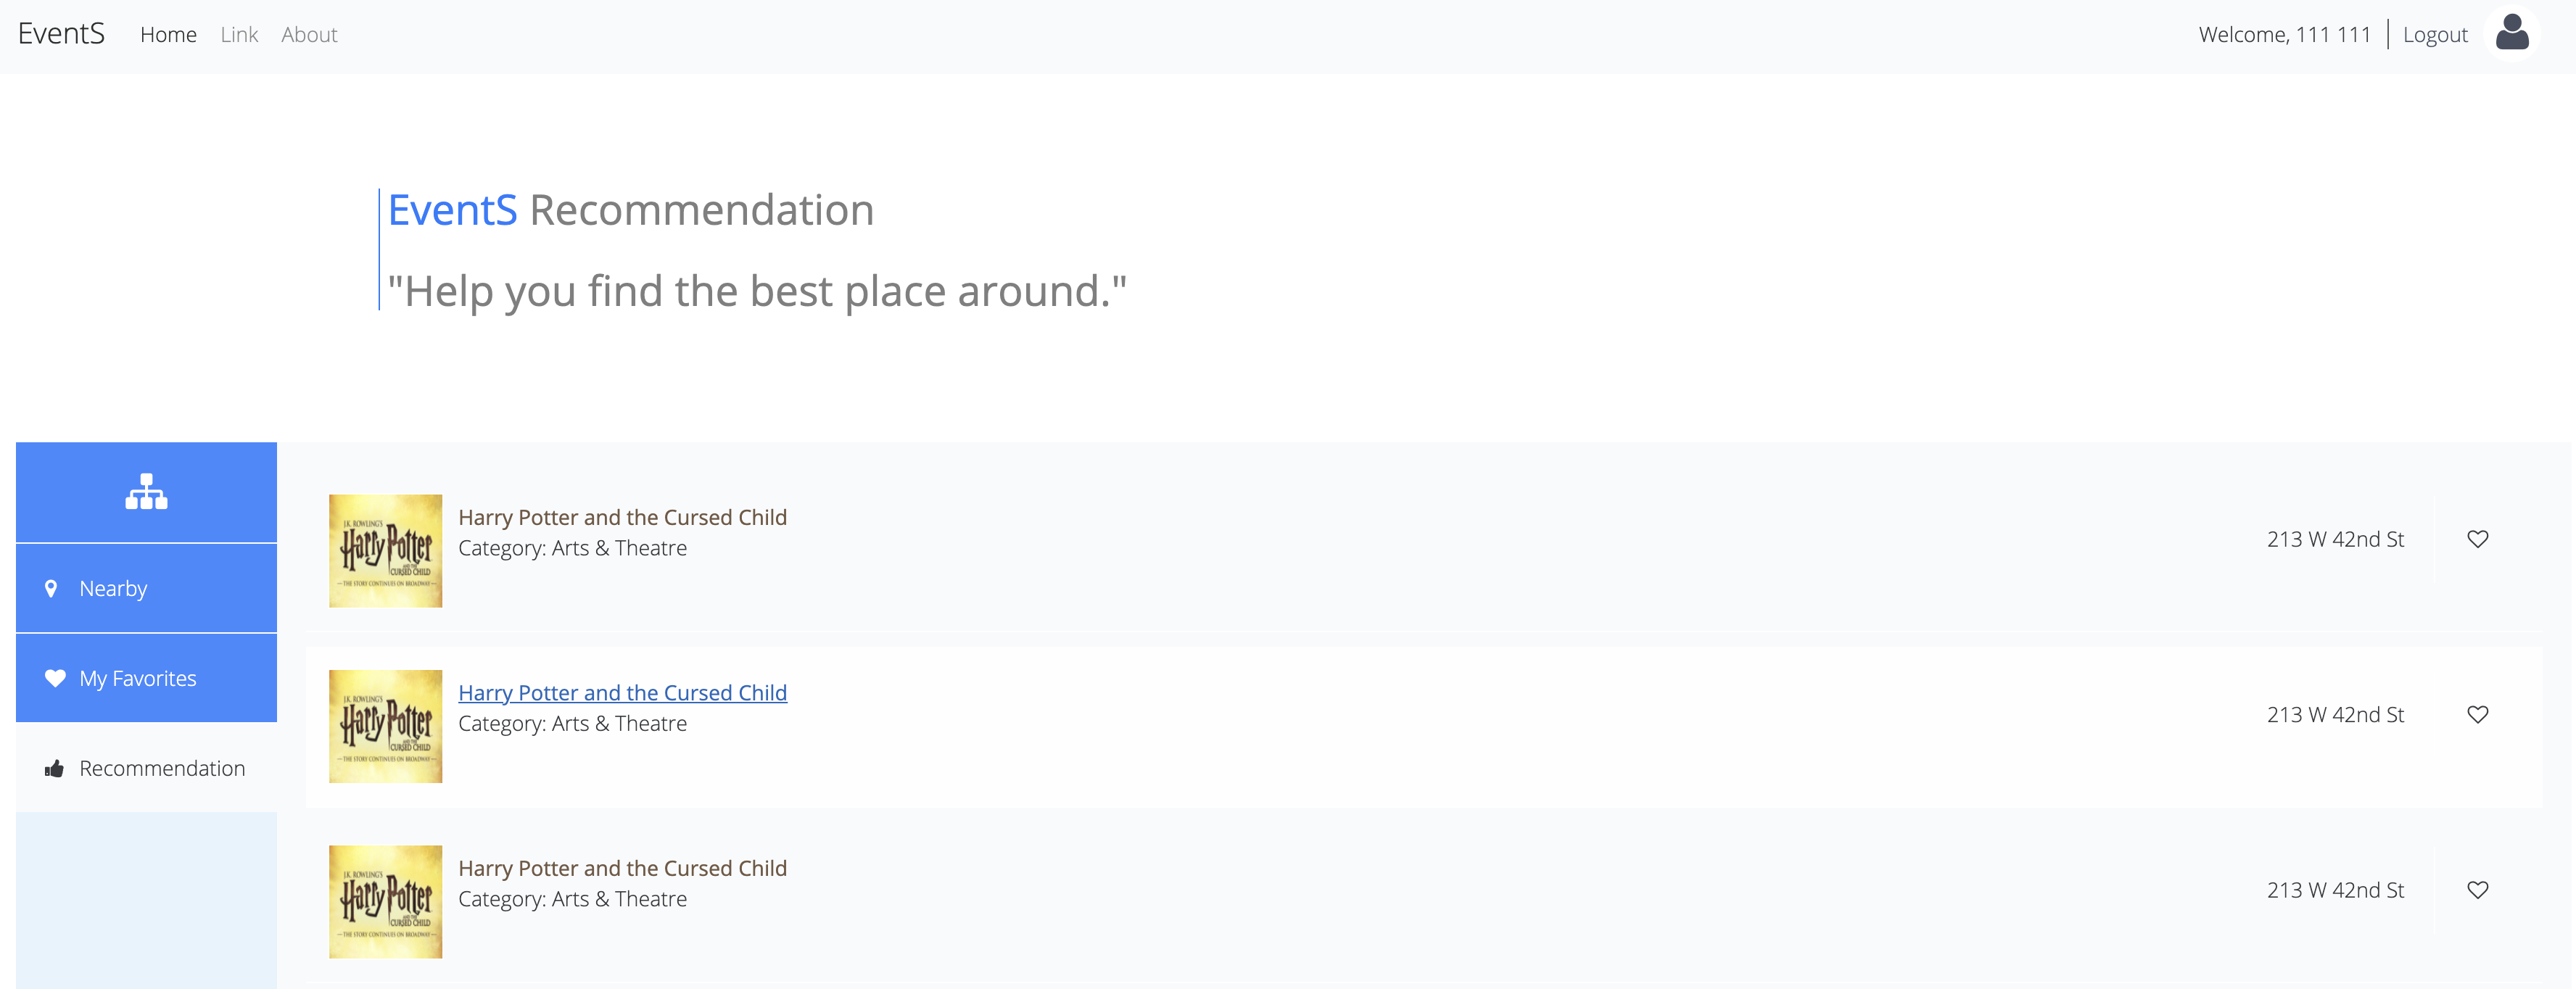 EventS Home Link About Welcome, 111 111 Logout
EventS Recommendation
"Help you find the best place around."
Nearby
My Favorites
Recommendation
J.K. ROWLING'S
Harry Potter
AND THE
CURSED CHILD
—THE STORY CONTINUES ON BROADWAY—
Harry Potter and the Cursed Child
Category: Arts & Theatre
213 W 42nd St
J.K. ROWLING'S
Harry Potter
AND THE
CURSED CHILD
—THE STORY CONTINUES ON BROADWAY—
Harry Potter and the Cursed Child
Category: Arts & Theatre
213 W 42nd St
J.K. ROWLING'S
Harry Potter
AND THE
CURSED CHILD
—THE STORY CONTINUES ON BROADWAY—
Harry Potter and the Cursed Child
Category: Arts & Theatre
213 W 42nd St